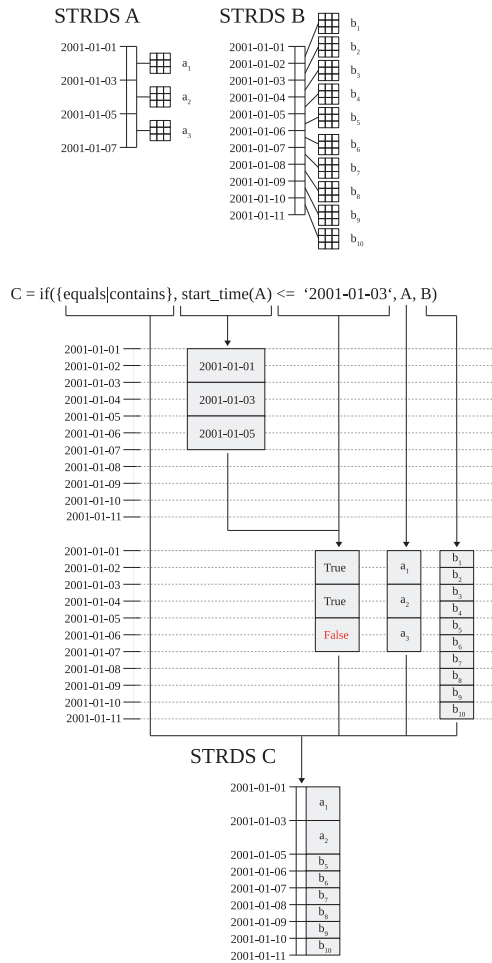 STRDS A
STRDS B
2001-01-01
2001-01-03
2001-01-05
2001-01-07
a1
a2
a3
2001-01-01
2001-01-02
2001-01-03
2001-01-04
2001-01-05
2001-01-06
2001-01-07
2001-01-08
2001-01-09
2001-01-10
2001-01-11
b1
b2
b3
b4
b5
b6
b7
b8
b9
b10
C = if({equals|contains}, start_time(A) <= ‘2001-01-03‘, A, B)
2001-01-01
2001-01-02
2001-01-03
2001-01-04
2001-01-05
2001-01-06
2001-01-07
2001-01-08
2001-01-09
2001-01-10
2001-01-11
2001-01-01
2001-01-03
2001-01-05
2001-01-01
2001-01-02
2001-01-03
2001-01-04
2001-01-05
2001-01-06
2001-01-07
2001-01-08
2001-01-09
2001-01-10
2001-01-11
True
True
False
a1
a2
a3
b1
b2
b3
b4
b5
b6
b7
b8
b9
b10
STRDS C
2001-01-01
2001-01-03
2001-01-05
2001-01-06
2001-01-07
2001-01-08
2001-01-09
2001-01-10
2001-01-11
a1
a2
b5
b6
b7
b8
b9
b10